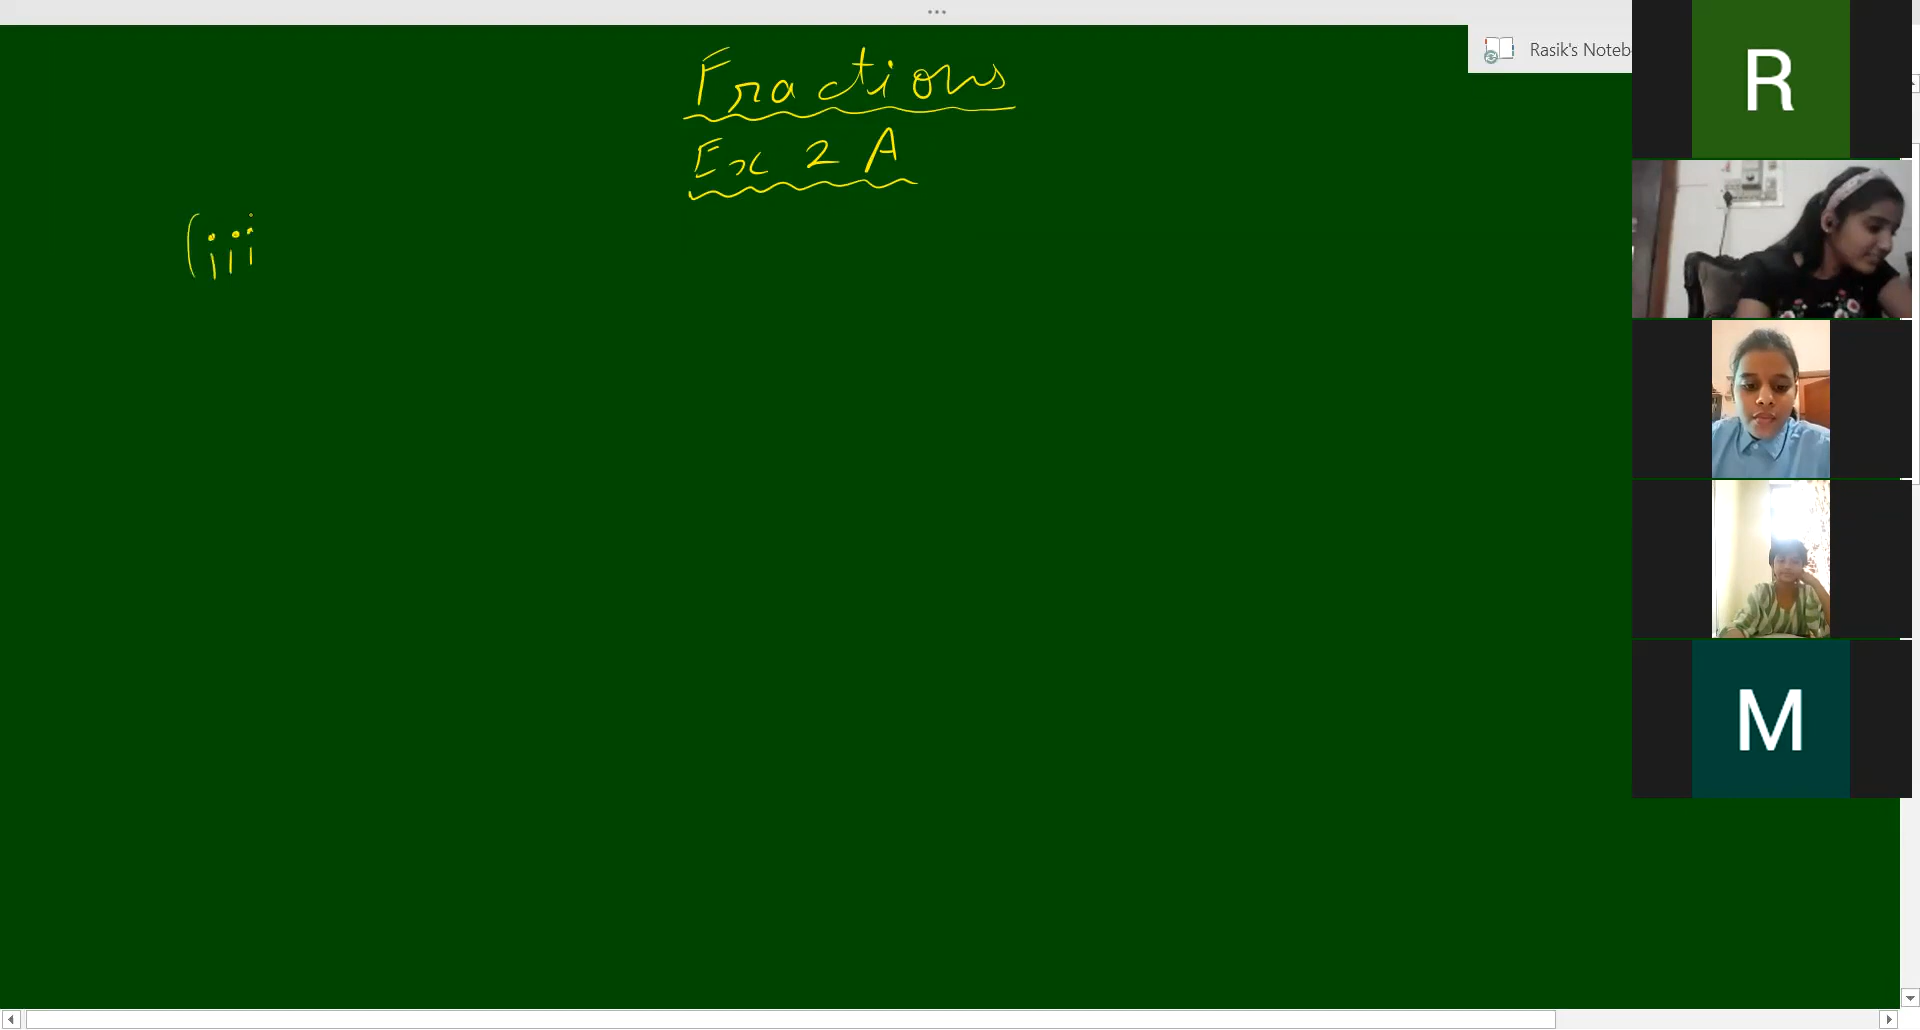 ...
Rasik's Noteb
Fractions
Ex 2 A
(iii
R
M